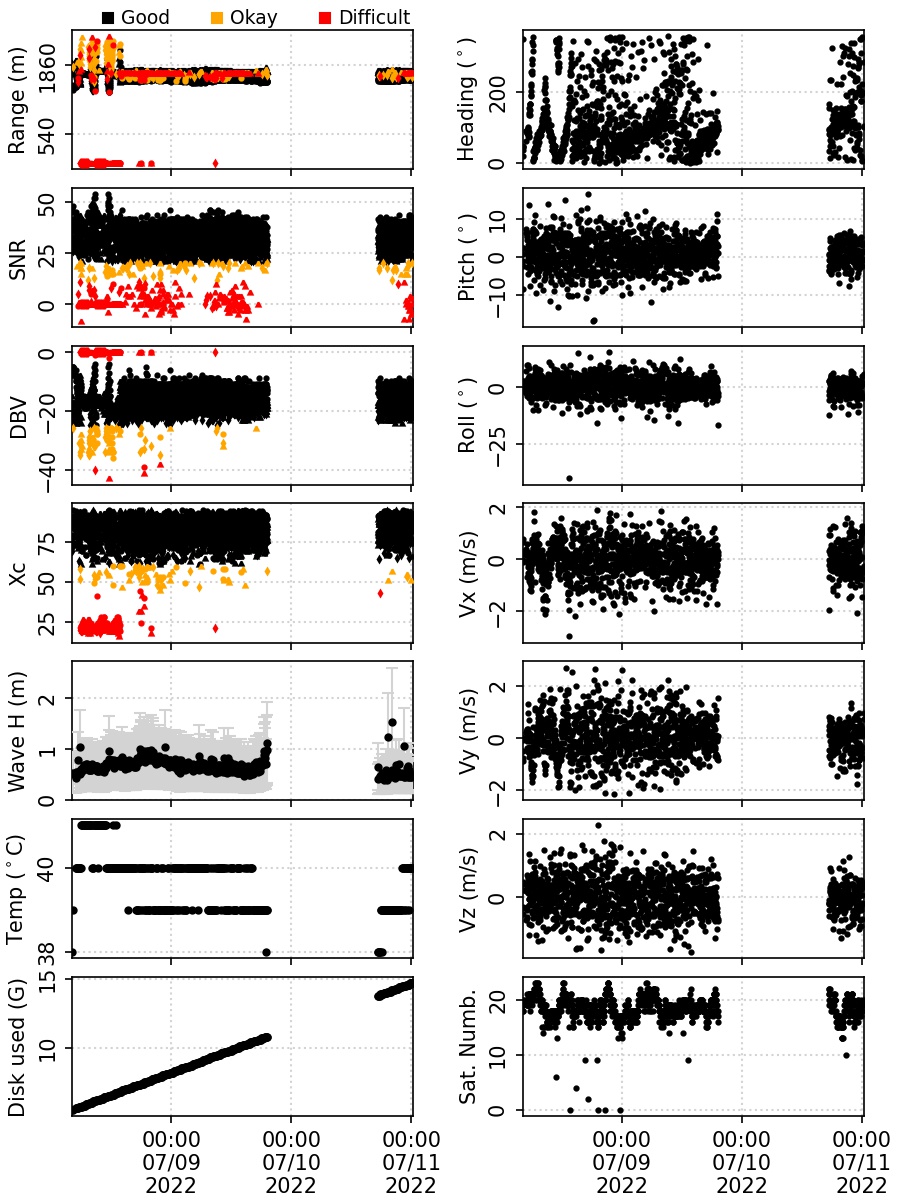 Good Okay Difficult
Range (m)
1860
540
Heading (°)
200
0
SNR
50
25
0
Pitch (°)
10
0
−10
DBV
0
−20
−40
Roll (°)
0
−25
Xc
75
50
25
Vx (m/s)
2
0
−2
Wave H (m)
2
1
0
Vy (m/s)
2
0
−2
Temp (°C)
40
38
Vz (m/s)
2
0
Disk used (G)
15
10
Sat. Numb.
20
10
0
00:00 00:00 00:00
07/09 07/10 07/11
2022 2022 2022
00:00 00:00 00:00
07/09 07/10 07/11
2022 2022 2022